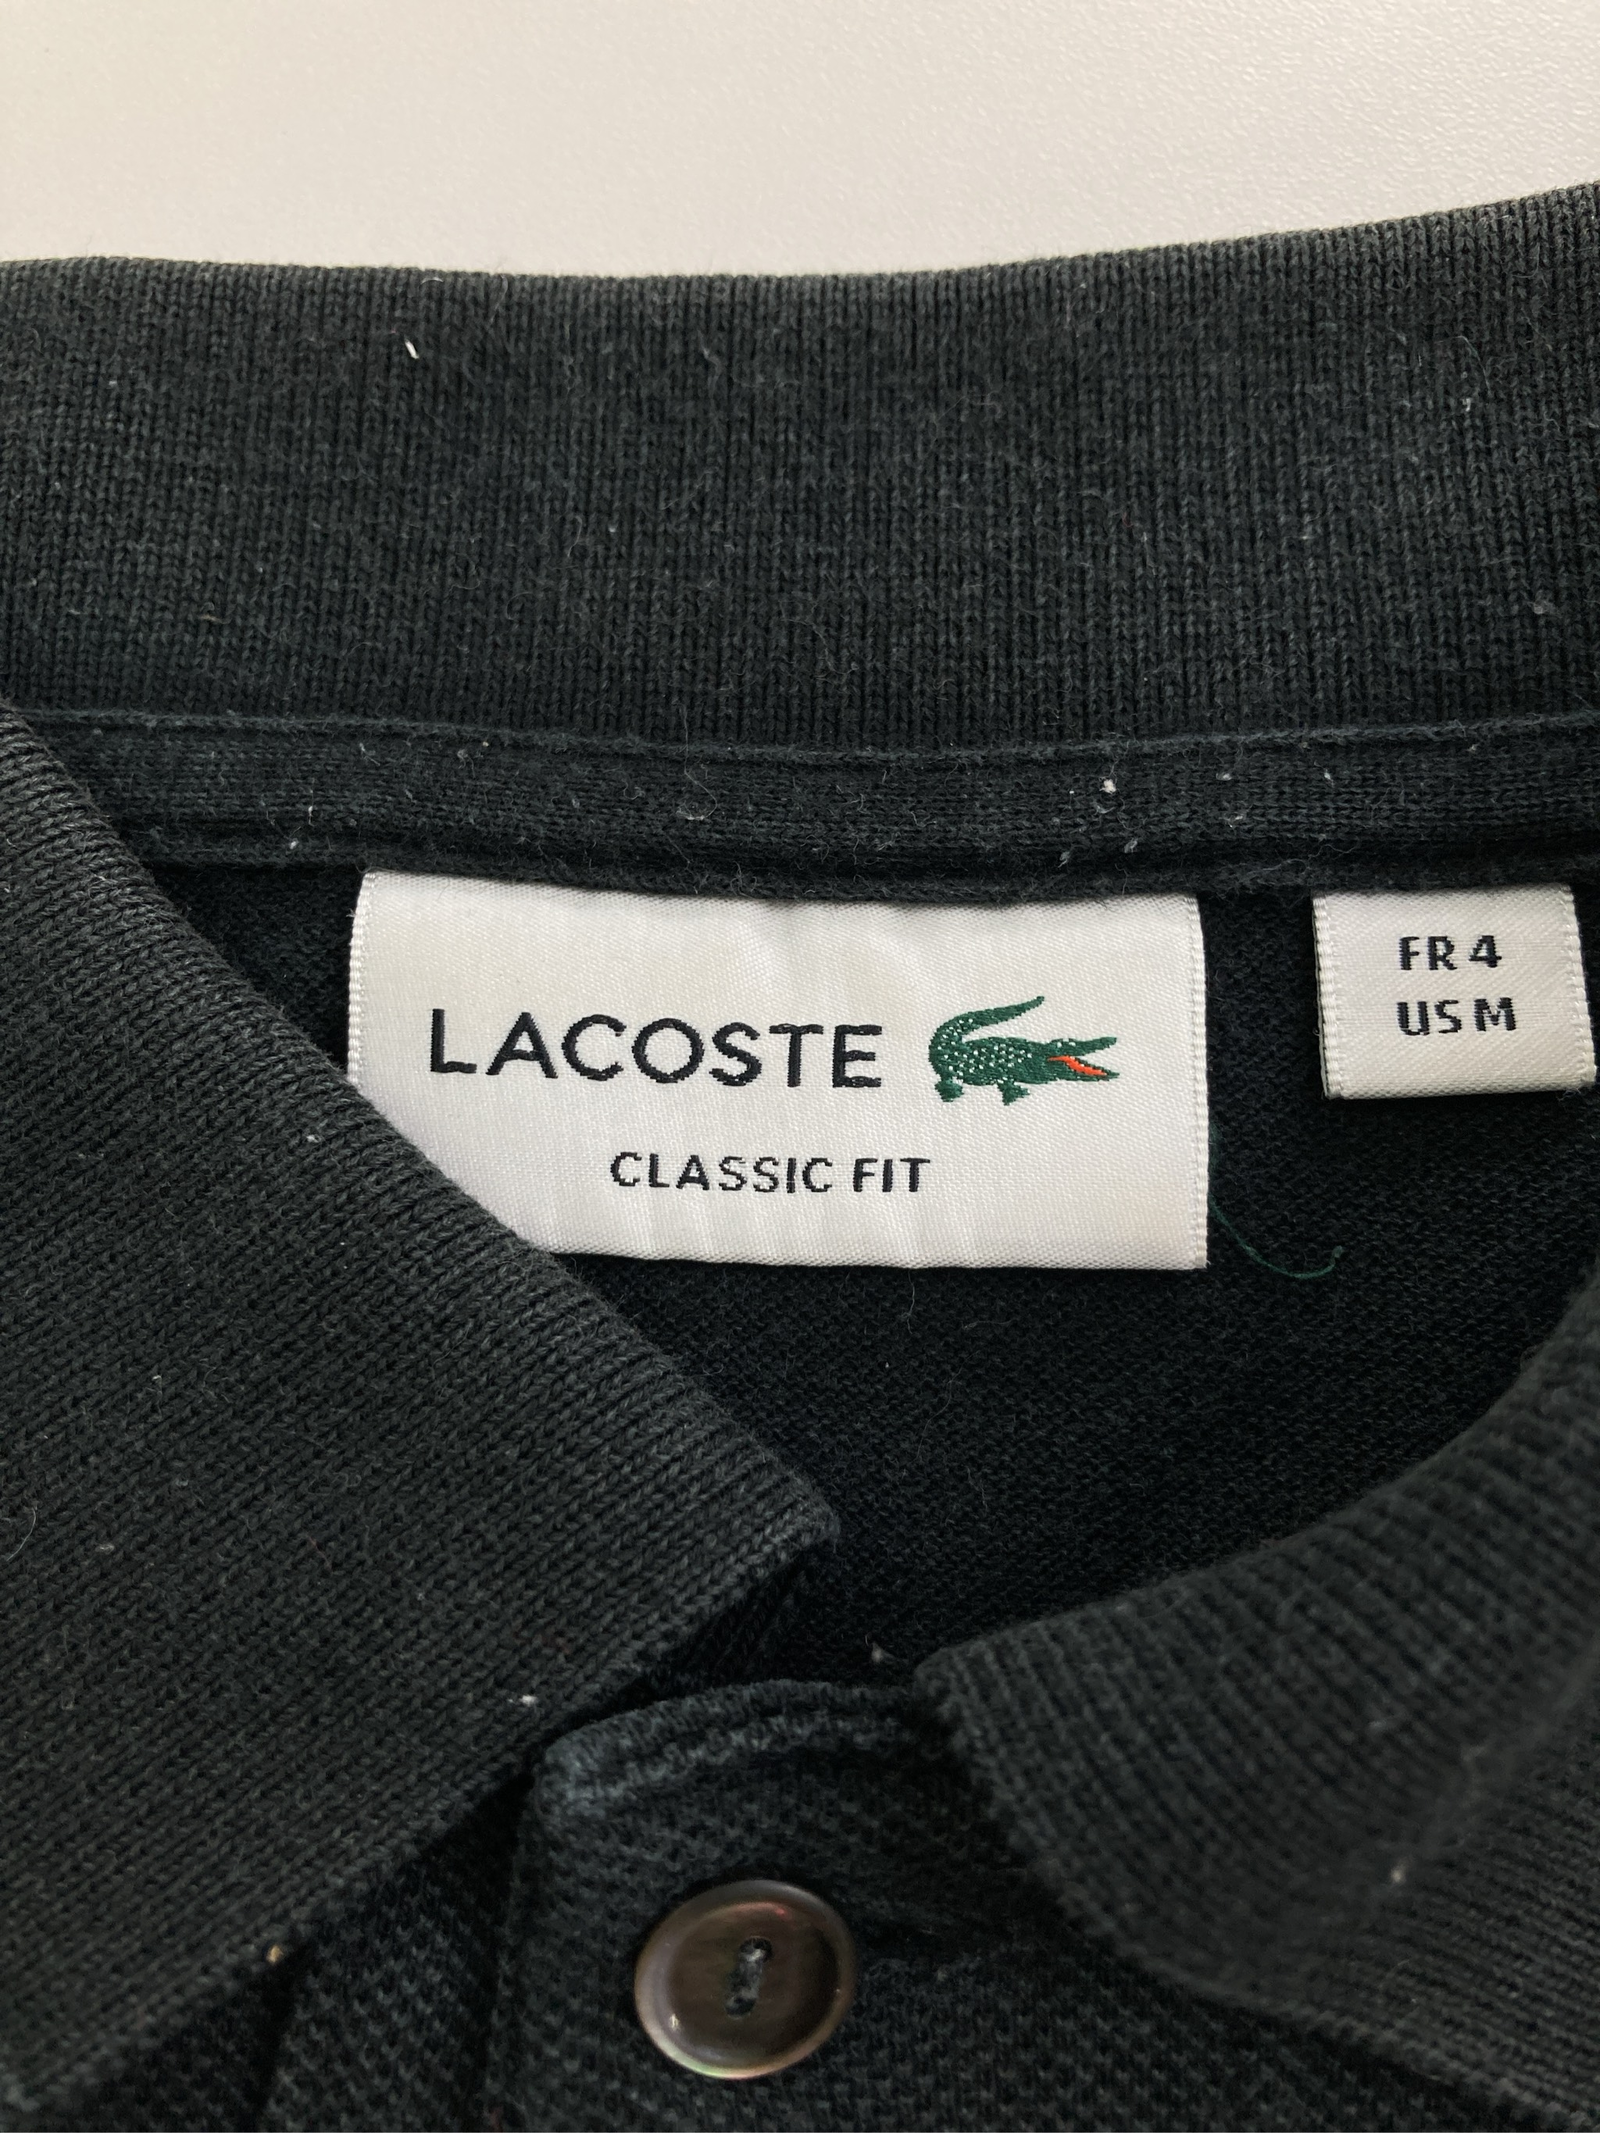 LACOSTE
CLASSIC FIT
FR 4
US M